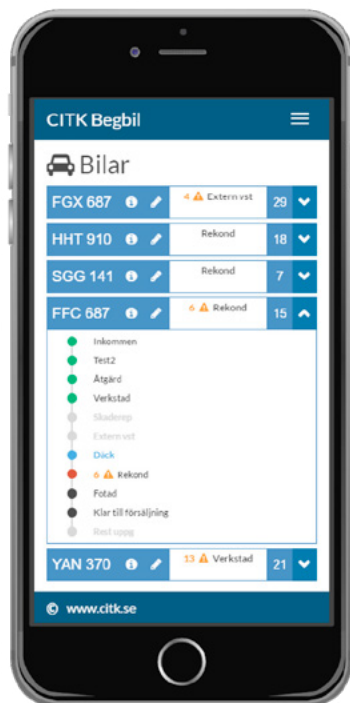 CITK Begbil
Bilar
FGX 687 4 Extern vst 29
HHT 910 Rekond 18
SGG 141 Rekond 7
FFC 687 6 Rekond 15
Inkommen
Test2
Åtgärd
Verkstad
Skaderep
Extern vst
Däck
6 Rekond
Fotad
Klar till försäljning
Rest uppg
YAN 370 13 Verkstad 21
© www.citk.se